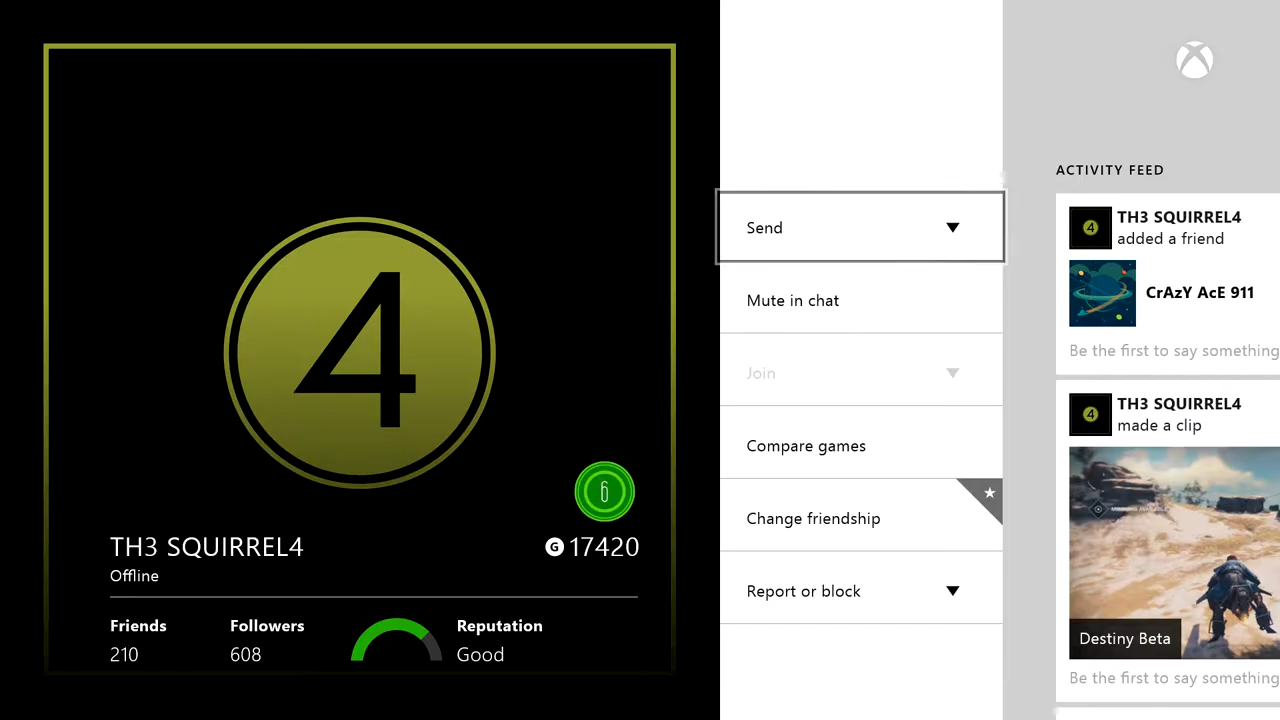 4
6
TH3 SQUIRREL4
G 17420
Offline
Friends
Followers
Reputation
210
608
Good
Send
Mute in chat
Join
Compare games
Change friendship
Report or block
ACTIVITY FEED
4
TH3 SQUIRREL4
added a friend
CrAzY AcE 911
Be the first to say something
4
TH3 SQUIRREL4
made a clip
Destiny Beta
Be the first to say something